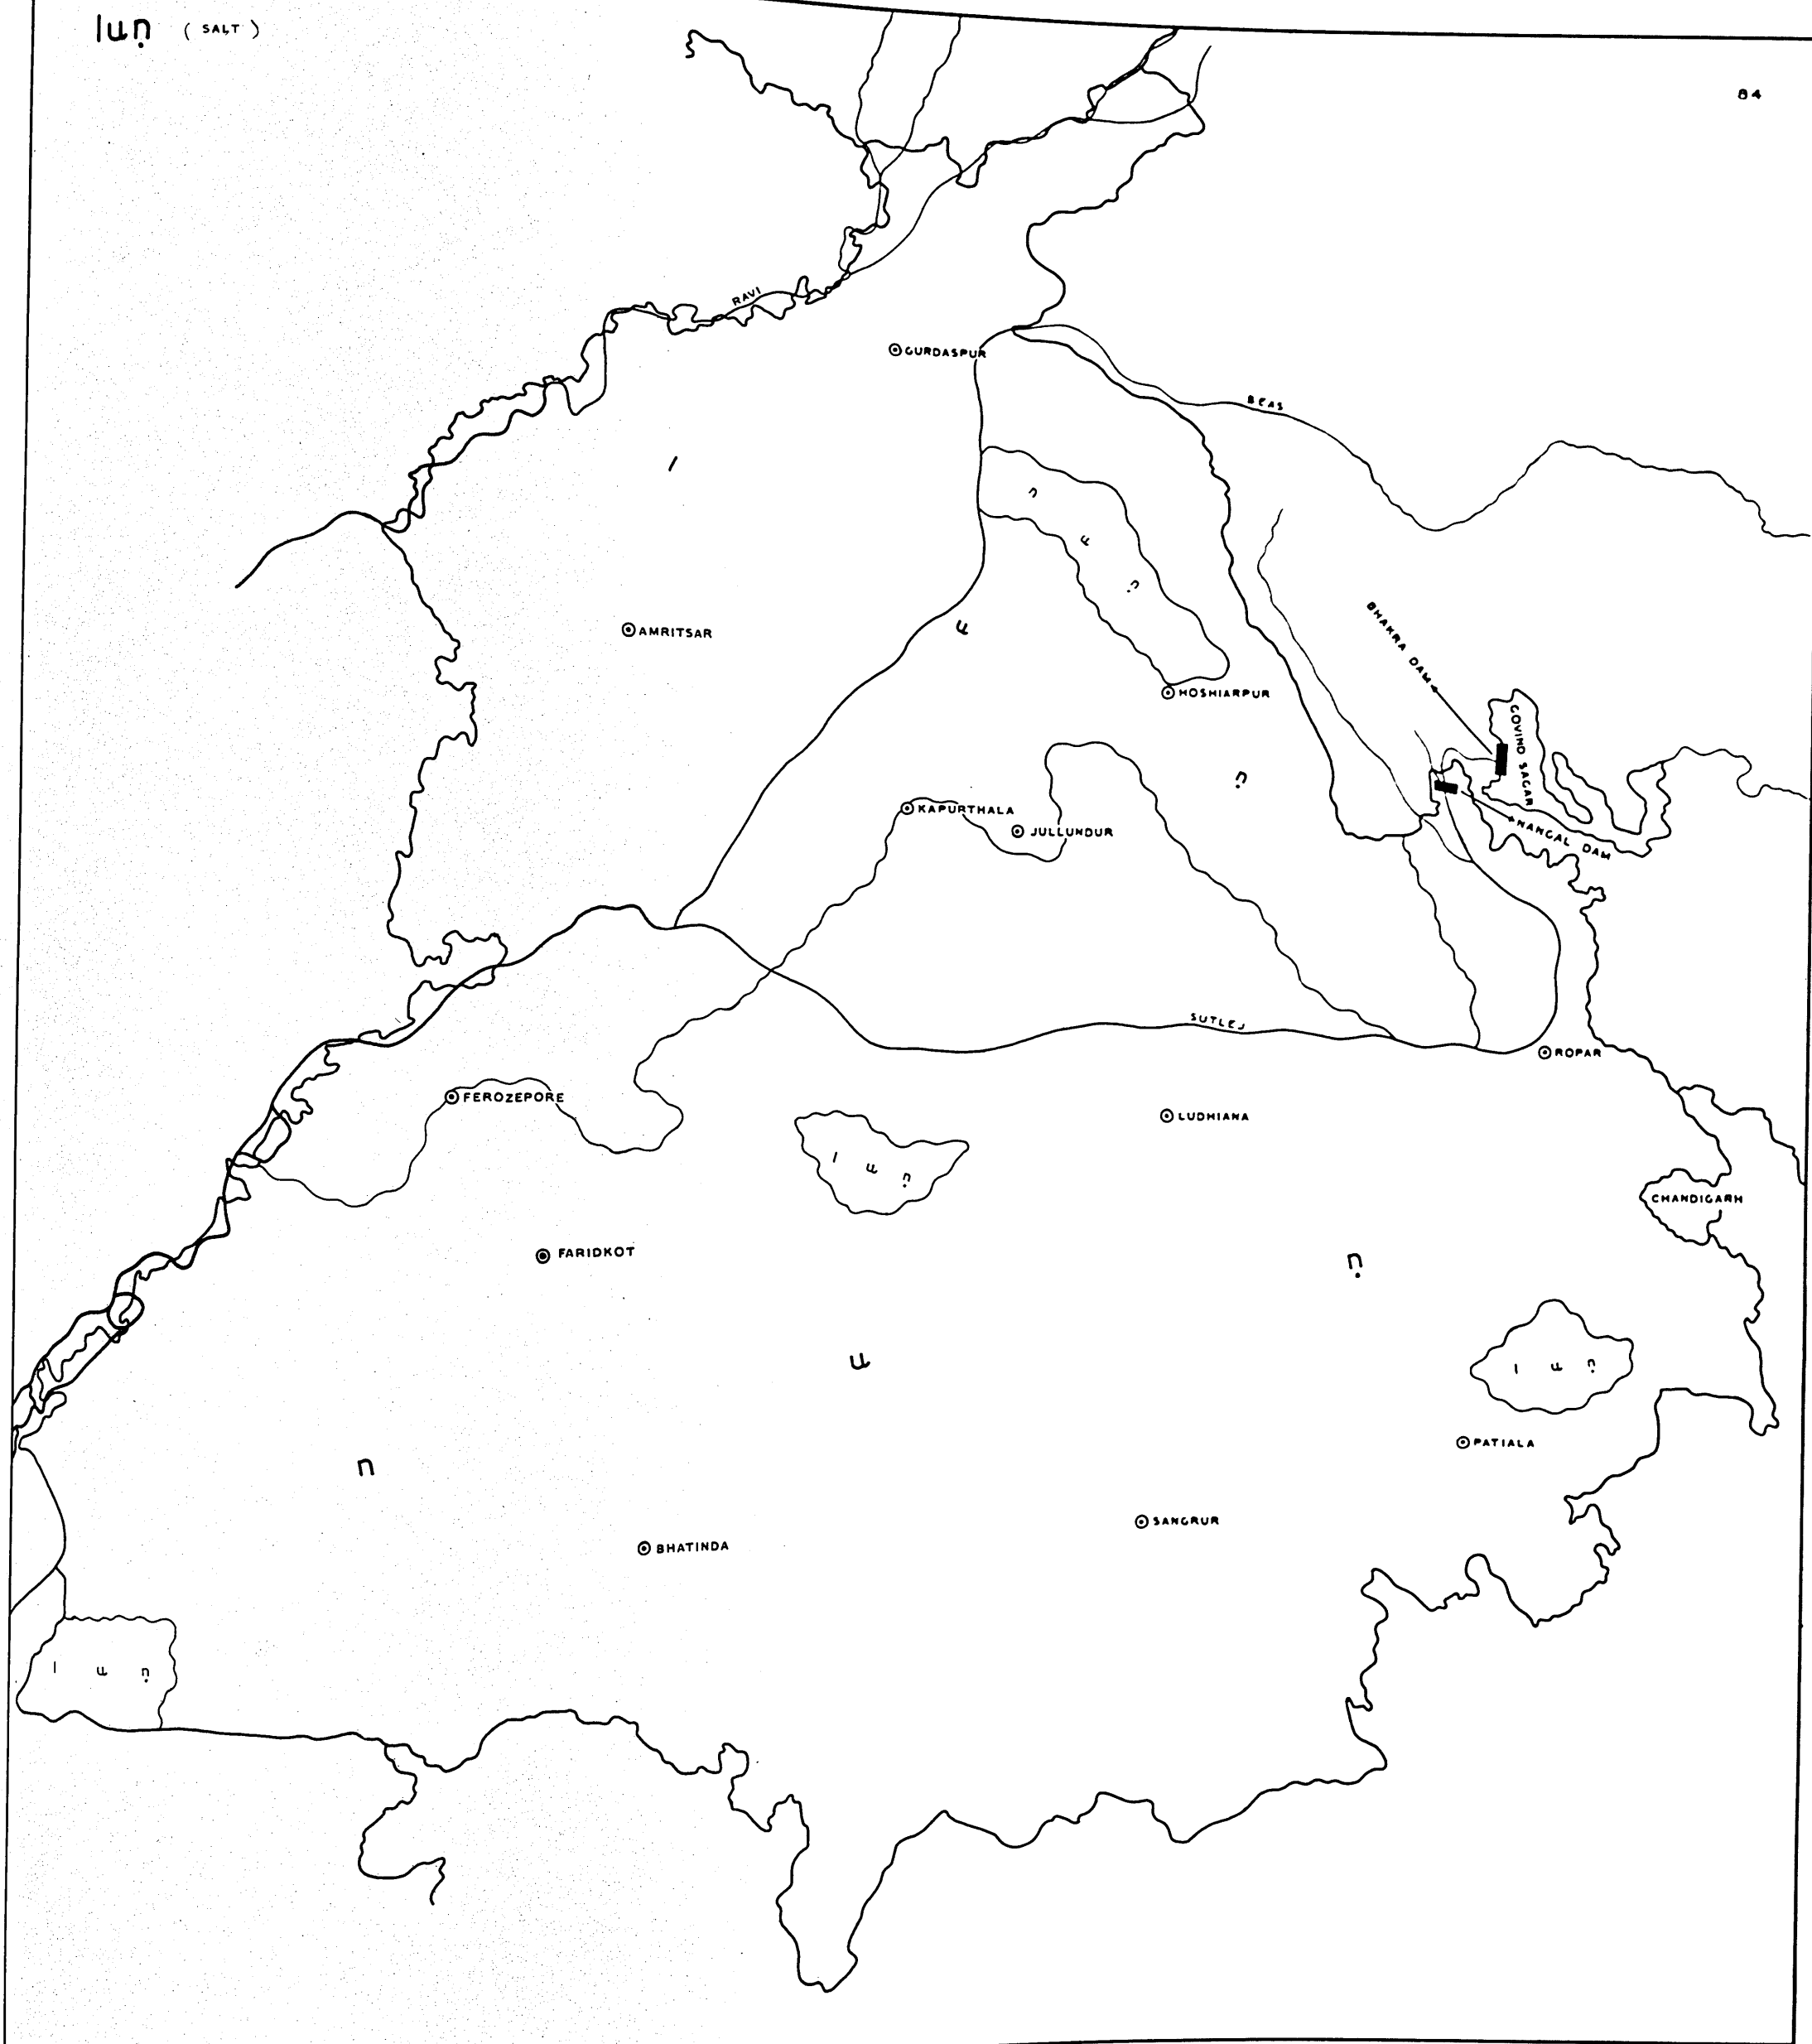 luṇ ( SALT )
84
RAVI
GURDASPUR
BEAS
l
n
u
ṇ
AMRITSAR
u
BHAKRA DAM
HOSHIARPUR
GOVIND SAGAR
ṇ
KAPURTHALA
JULLUNDUR
NANGAL DAM
SUTLEJ
ROPAR
FEROZEPORE
LUDHIANA
l u ṇ
CHANDIGARH
FARIDKOT
ṇ
u
l u ṇ
PATIALA
n
SANGRUR
BHATINDA
l u ṇ